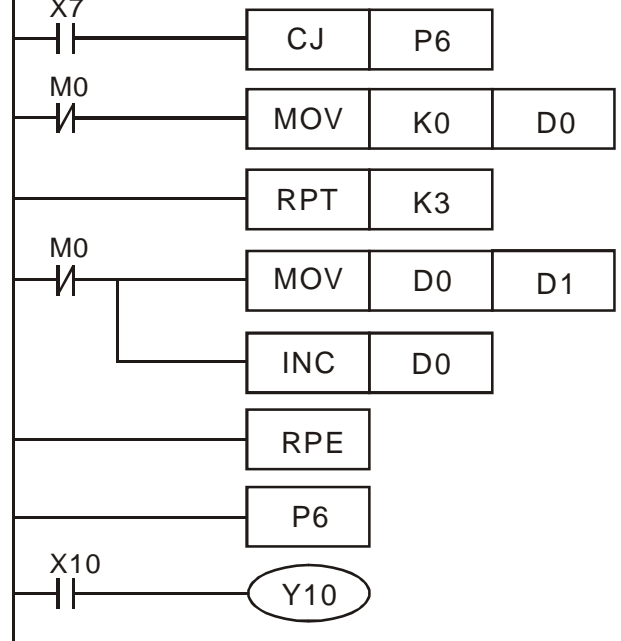 X7
CJ P6
M0
MOV K0 D0
RPT K3
M0
MOV D0 D1
INC D0
RPE
P6
X10
Y10